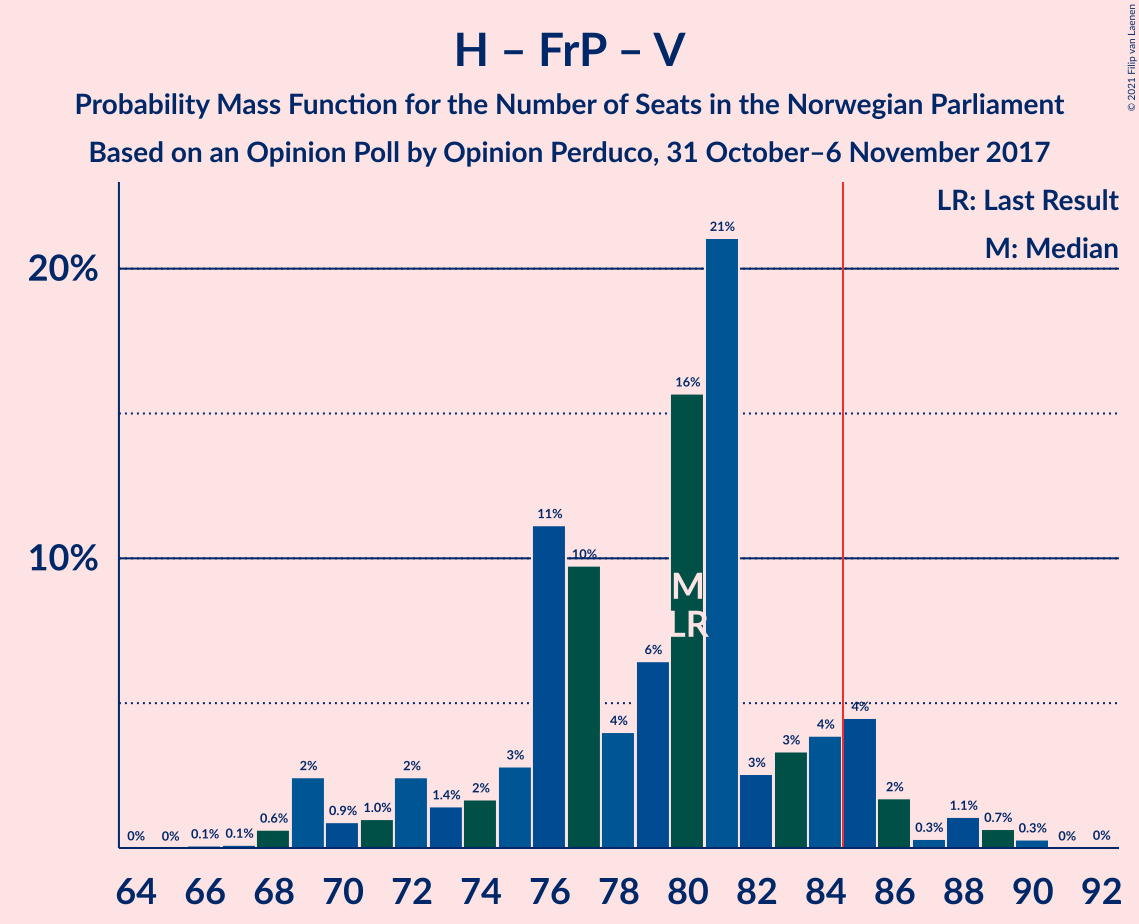 H – FrP – V
Probability Mass Function for the Number of Seats in the Norwegian Parliament
Based on an Opinion Poll by Opinion Perduco, 31 October–6 November 2017
© 2021 Filip van Laenen
LR: Last Result
M: Median
20%
10%
0% 0% 0.1% 0.1% 0.6% 2% 0.9% 1.0% 2% 1.4% 2% 3% 11% 10% 4% 6% 16% 21% 3% 3% 4% 4% 2% 0.3% 1.1% 0.7% 0.3% 0% 0%
M
LR
64 66 68 70 72 74 76 78 80 82 84 86 88 90 92